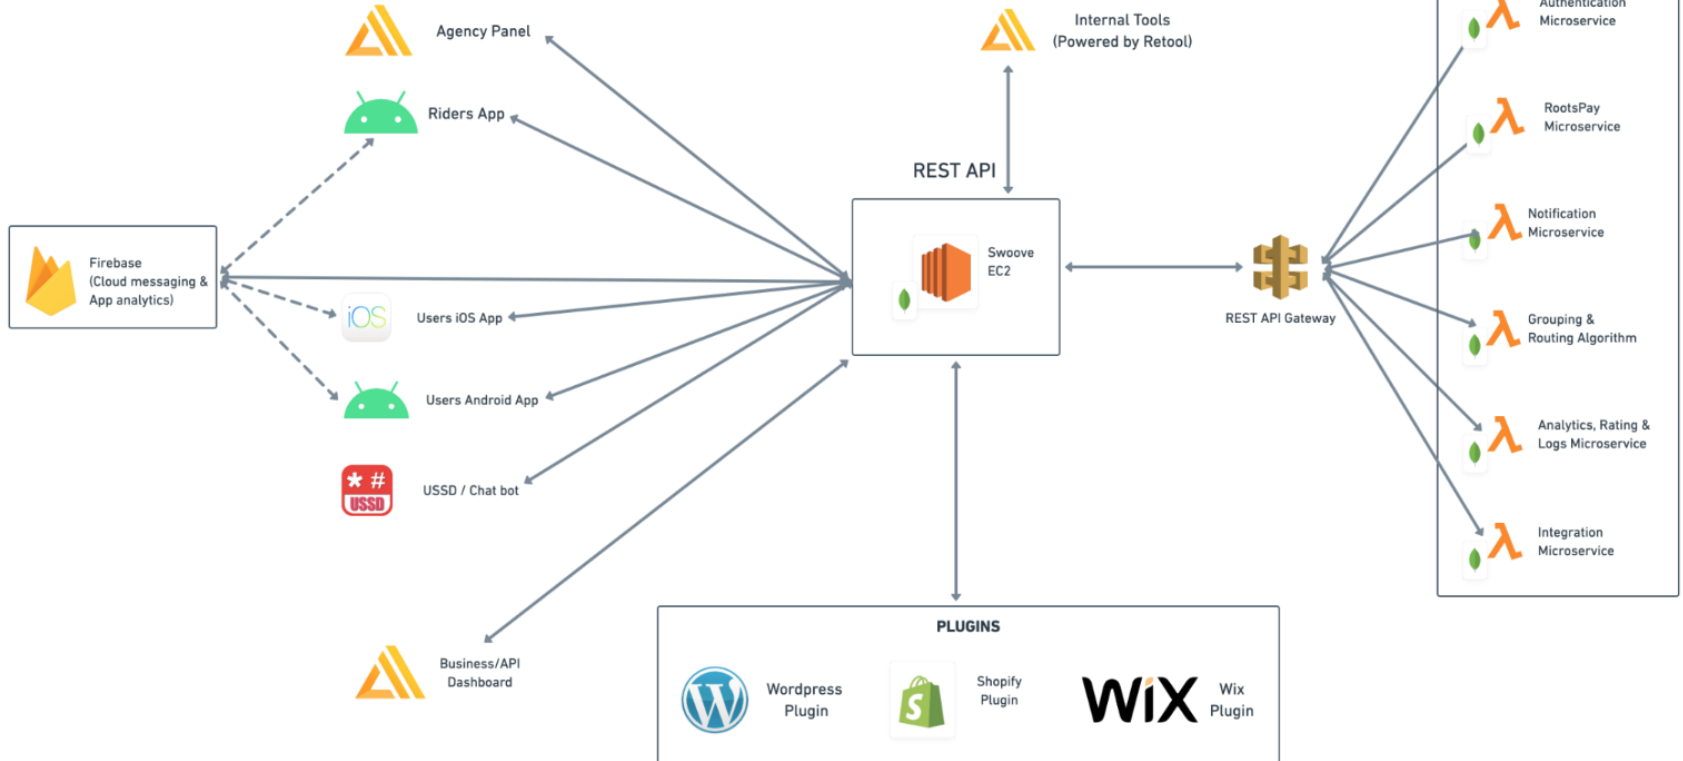 Agency Panel
Internal Tools
(Powered by Retool)
Authentication
Microservice
Riders App
RootsPay
Microservice
REST API
Notification
Microservice
Firebase
(Cloud messaging &
App analytics)
Swoove
EC2
iOS
Users iOS App
REST API Gateway
Grouping &
Routing Algorithm
Users Android App
Analytics, Rating &
Logs Microservice
* #
USSD
USSD / Chat bot
Integration
Microservice
PLUGINS
Business/API
Dashboard
W
Wordpress
Plugin
S
Shopify
Plugin
WiX
Wix
Plugin